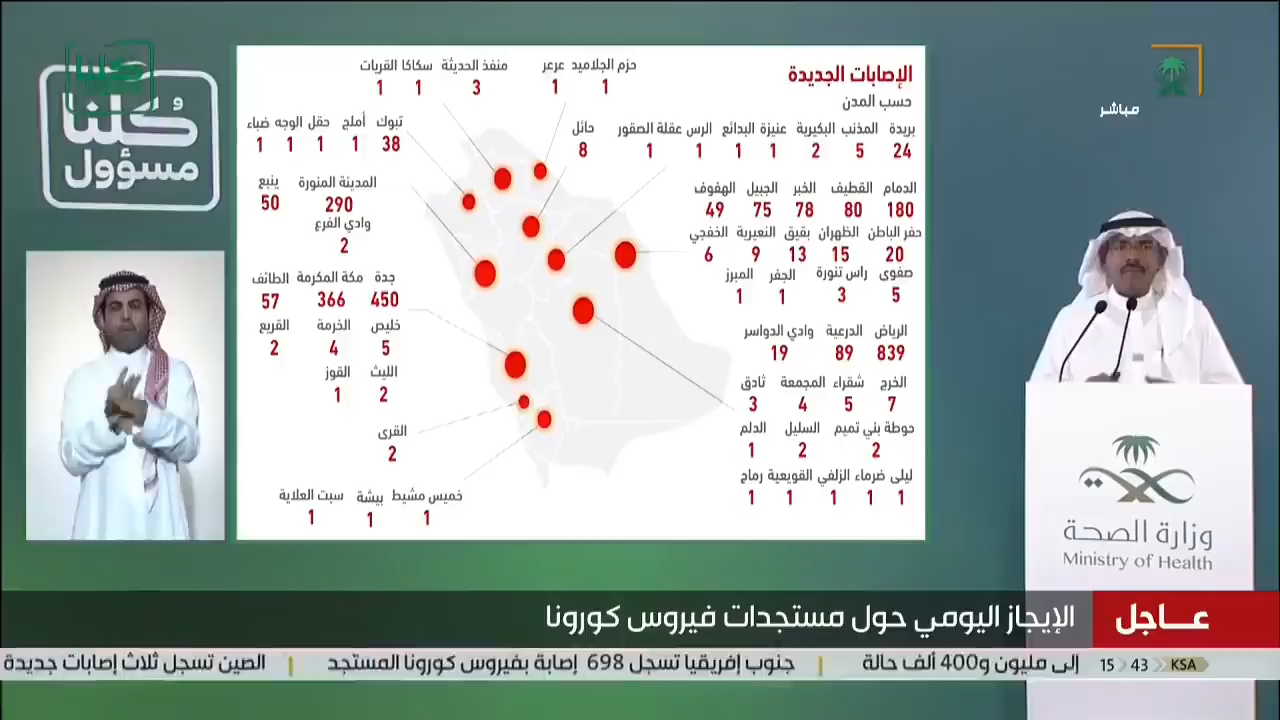 كلنا
مسؤول
مباشر
الإصابات الجديدة
حسب المدن
حزم الجلاميد عرعر منفذ الحديثة سكاكا القريات
1 1 3 1 1
تبوك أملج حقل الوجه ضباء
38 1 1 1 1
حائل
8
بريدة المذنب البكيرية عنيزة البدائع الرس عقلة الصقور
24 5 2 1 1 1 1
المدينة المنورة ينبع
290 50
وادي الفرع
2
الدمام القطيف الخبر الجبيل الهفوف
180 80 78 75 49
حفر الباطن الظهران بقيق النعيرية الخفجي
20 15 13 9 6
صفوى راس تنورة الجفر المبرز
5 3 1 1
جدة مكة المكرمة الطائف
450 366 57
خليص الخرمة القريع
5 4 2
الليث القوز
2 1
القرى
2
الرياض الدرعية وادي الدواسر
839 89 19
الخرج شقراء المجمعة ثادق
7 5 4 3
حوطة بني تميم السليل الدلم
2 2 1
ليلى ضرماء الزلفي القويعية رماح
1 1 1 1 1
خميس مشيط بيشة سبت العلاية
1 1 1
وزارة الصحة
Ministry of Health
عـــاجل
الإيجاز اليومي حول مستجدات فيروس كورونا
KSA 15 43 إلى مليون و400 ألف حالة | جنوب إفريقيا تسجل 698 إصابة بفيروس كورونا المستجد | الصين تسجل ثلاث إصابات جديدة